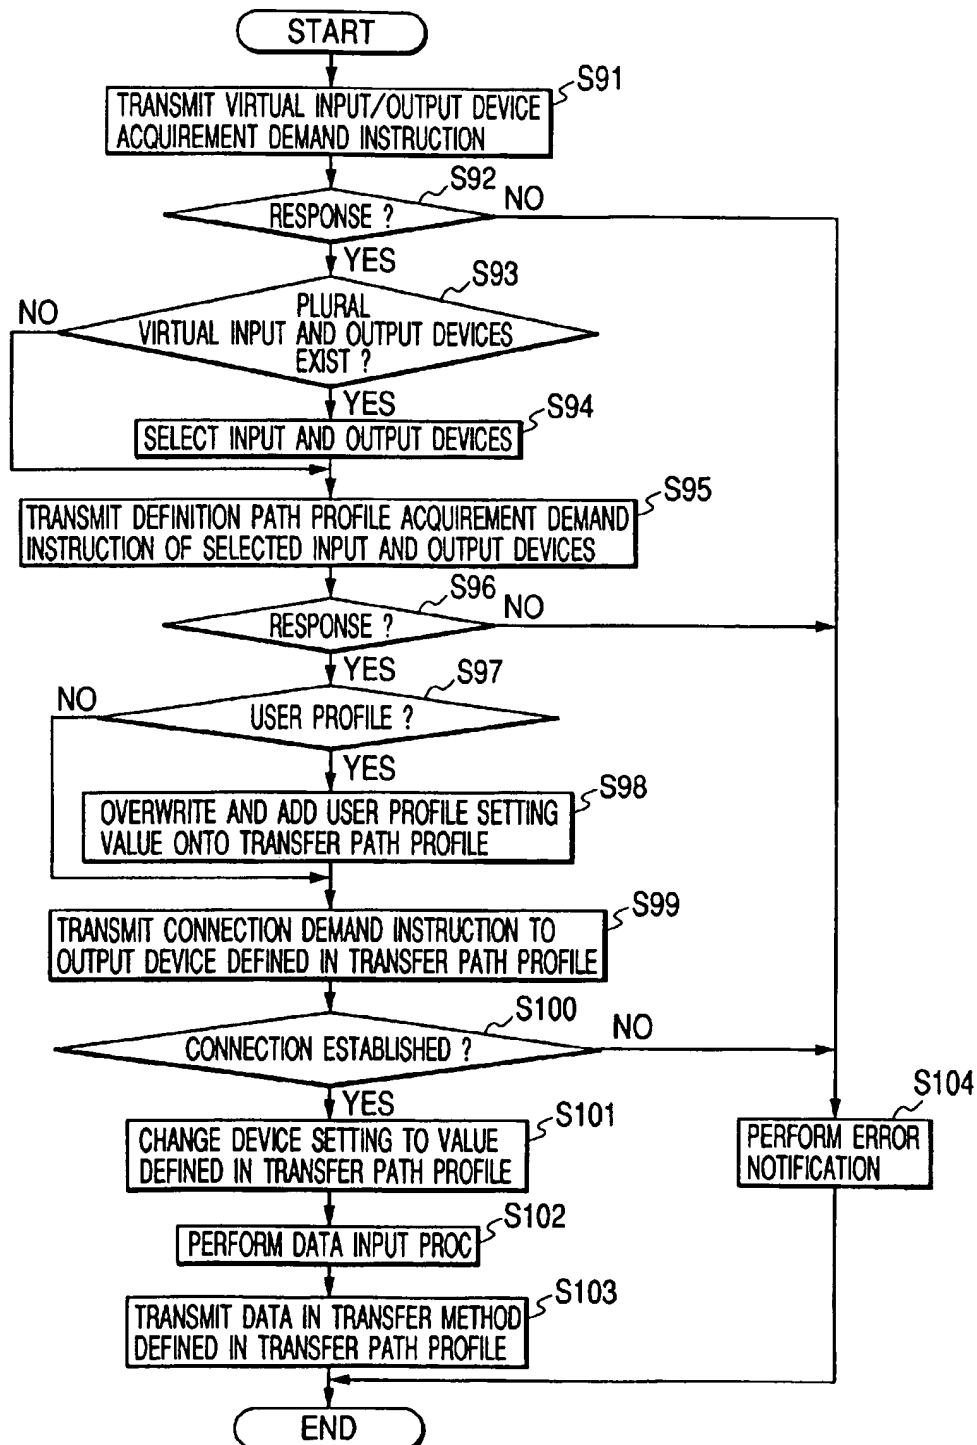 START
S91
TRANSMIT VIRTUAL INPUT/OUTPUT DEVICE
ACQUIREMENT DEMAND INSTRUCTION
S92
RESPONSE ?
NO
YES
S93
NO
PLURAL
VIRTUAL INPUT AND OUTPUT DEVICES
EXIST ?
YES
S94
SELECT INPUT AND OUTPUT DEVICES
S95
TRANSMIT DEFINITION PATH PROFILE ACQUIREMENT DEMAND
INSTRUCTION OF SELECTED INPUT AND OUTPUT DEVICES
S96
RESPONSE ?
NO
YES
S97
NO
USER PROFILE ?
YES
S98
OVERWRITE AND ADD USER PROFILE SETTING
VALUE ONTO TRANSFER PATH PROFILE
S99
TRANSMIT CONNECTION DEMAND INSTRUCTION TO
OUTPUT DEVICE DEFINED IN TRANSFER PATH PROFILE
S100
CONNECTION ESTABLISHED ?
NO
YES
S101
CHANGE DEVICE SETTING TO VALUE
DEFINED IN TRANSFER PATH PROFILE
S104
PERFORM ERROR
NOTIFICATION
S102
PERFORM DATA INPUT PROC
S103
TRANSMIT DATA IN TRANSFER METHOD
DEFINED IN TRANSFER PATH PROFILE
END